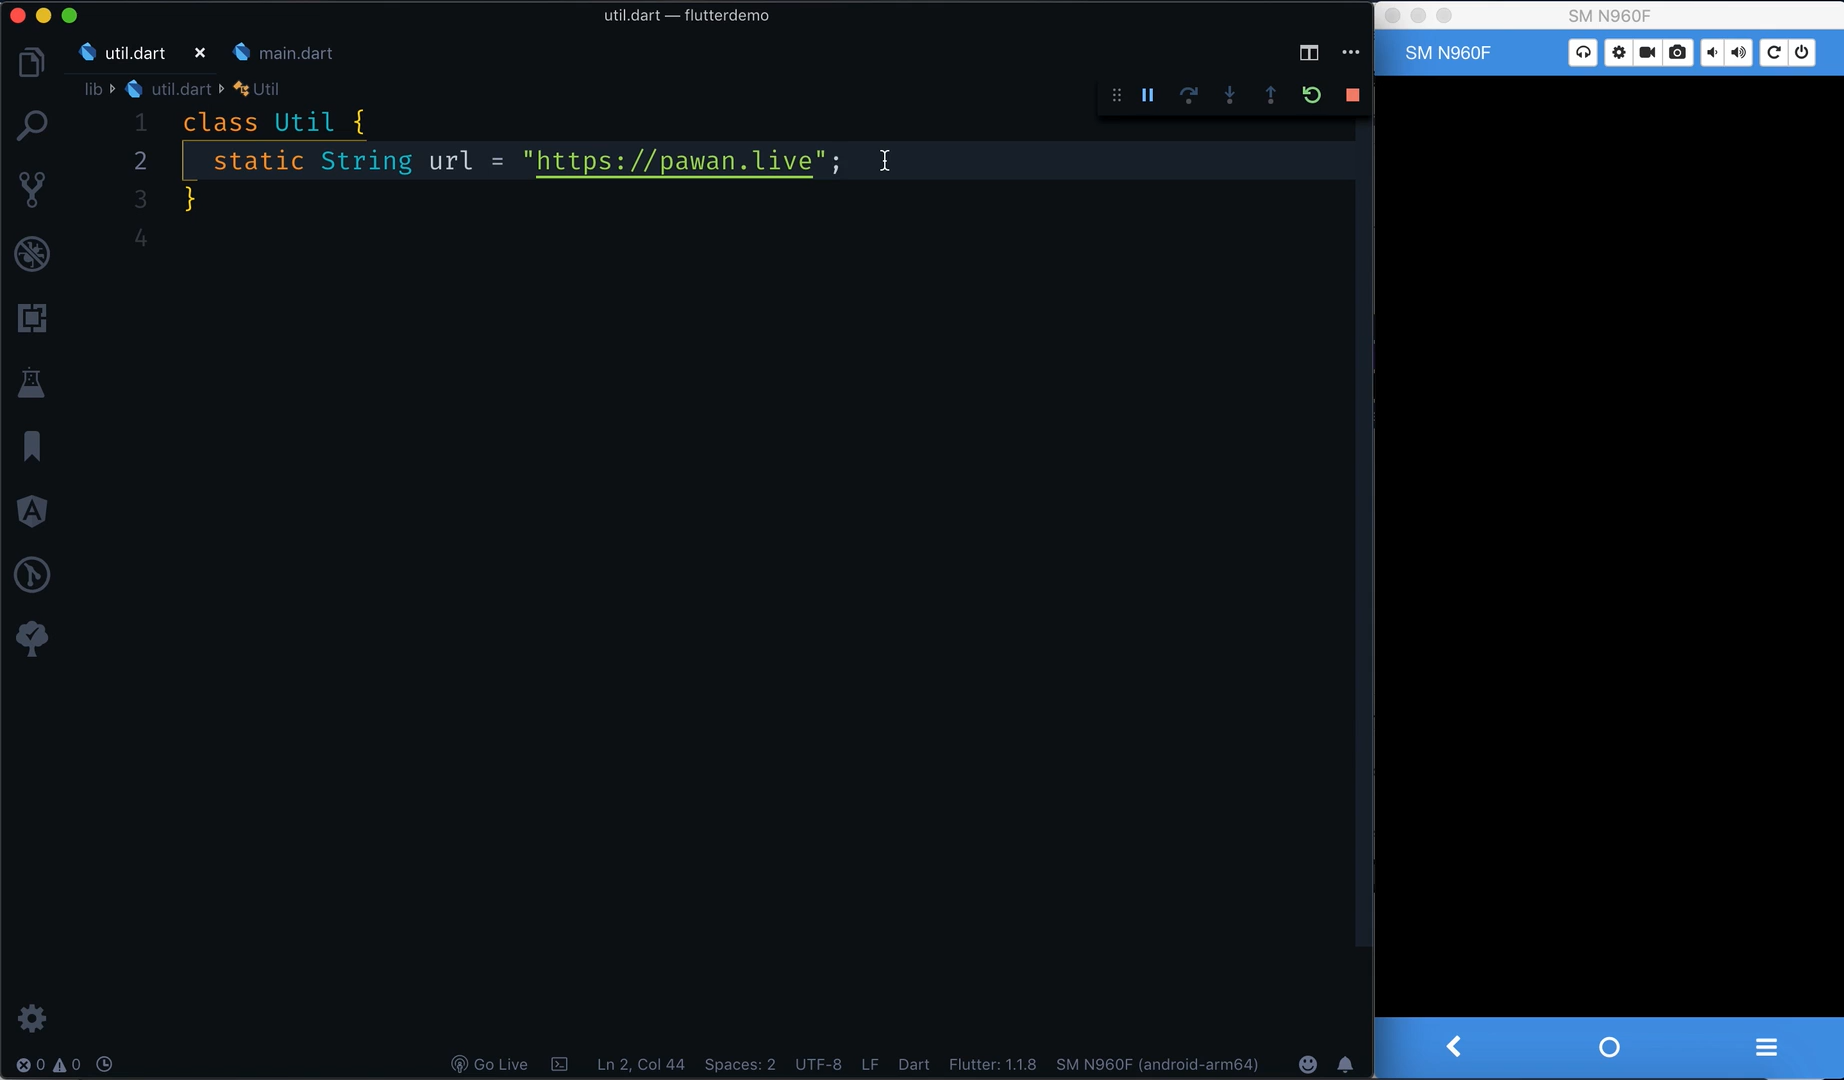 util.dart — flutterdemo
SM N960F
util.dart
main.dart
SM N960F
lib util.dart Util
1 class Util {
2 static String url = "https://pawan.live";
3 }
4
0 0 Go Live Ln 2, Col 44 Spaces: 2 UTF-8 LF Dart Flutter: 1.1.8 SM N960F (android-arm64)